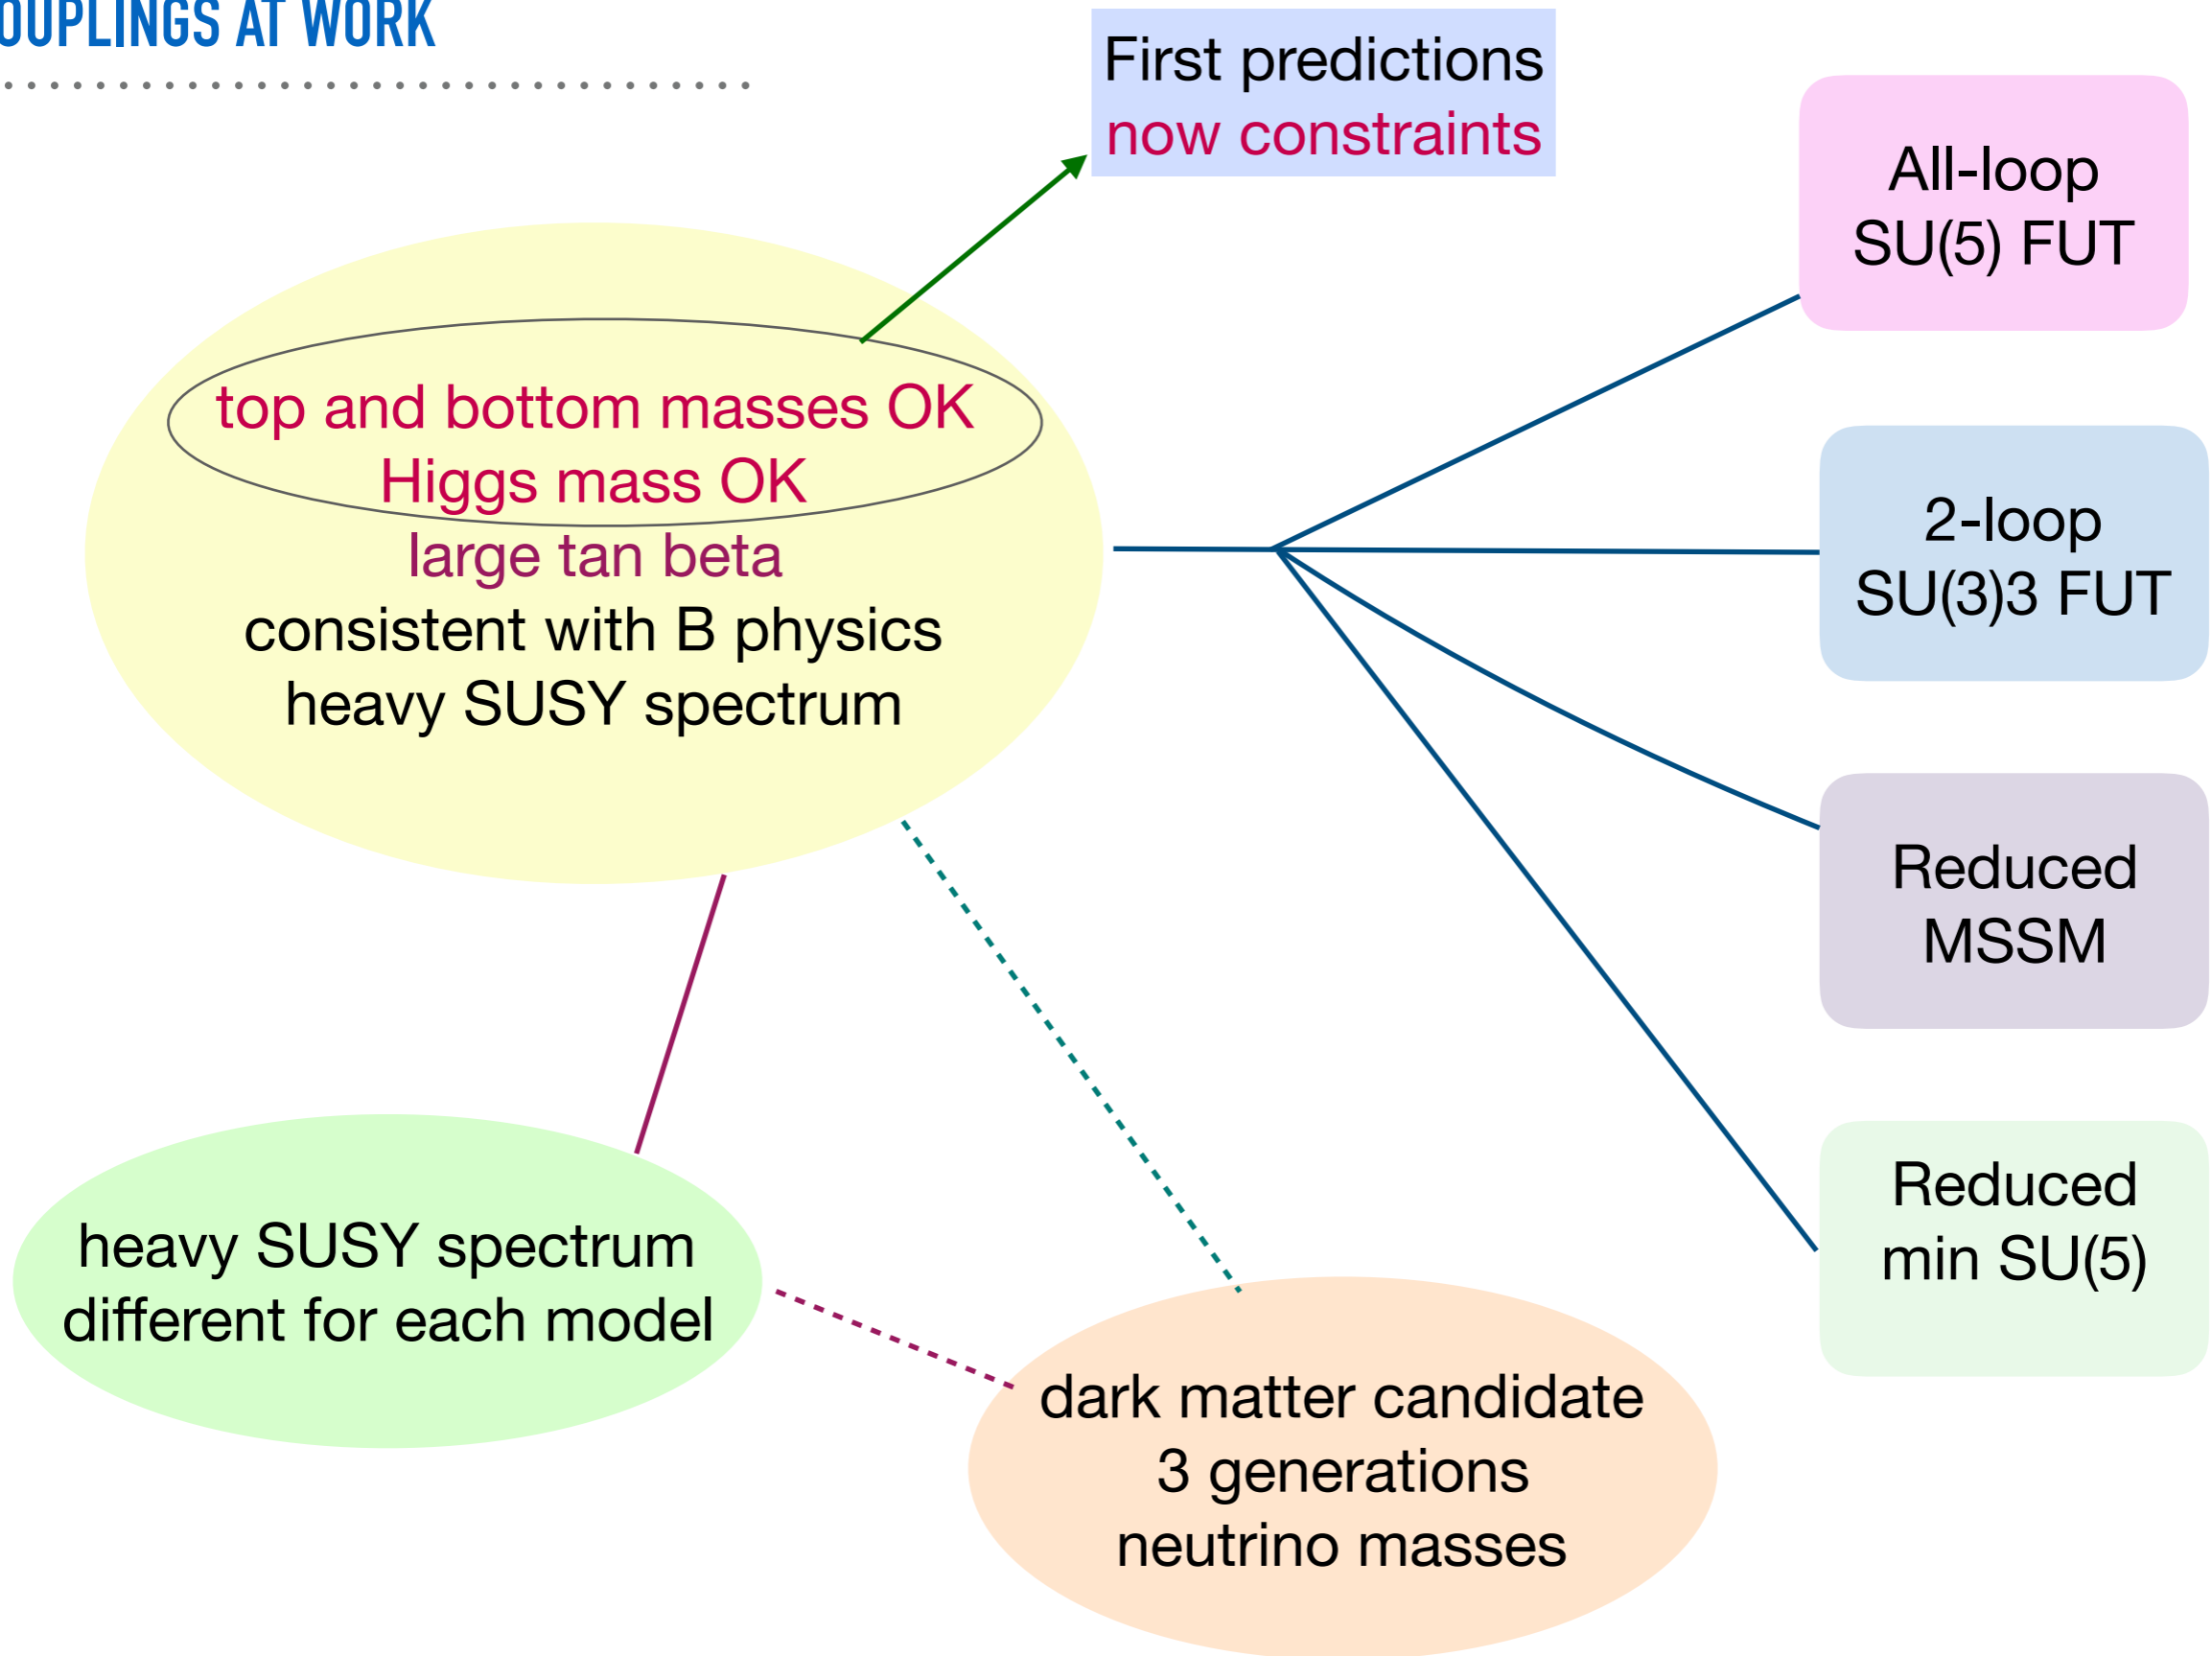 OUPLINGS AT WORK
First predictions
now constraints
top and bottom masses OK
Higgs mass OK
large tan beta
consistent with B physics
heavy SUSY spectrum
All-loop
SU(5) FUT
2-loop
SU(3)3 FUT
Reduced
MSSM
Reduced
min SU(5)
heavy SUSY spectrum
different for each model
dark matter candidate
3 generations
neutrino masses